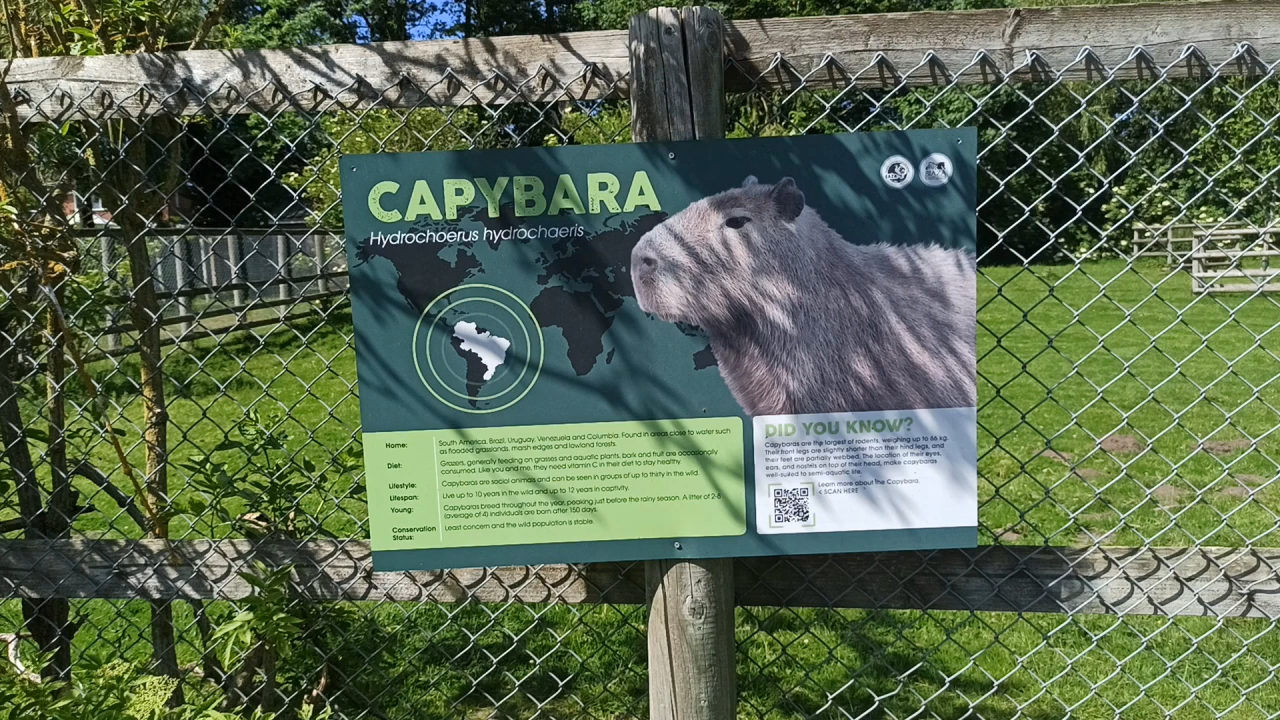 CAPYBARA
Hydrochoerus hydrochaeris
Home:
South America, Brazil, Uruguay, Venezuela and Columbia. Found in areas close to water such
as flooded grasslands, marsh edges and lowland forests.
Diet:
Grazers, generally feeding on grasses and aquatic plants, bark and fruit are occasionally
consumed. Like you and me, they need vitamin C in their diet to stay healthy.
Lifestyle:
Capybaras are social animals and can be seen in groups of up to thirty in the wild.
Lifespan:
Live up to 10 years in the wild and up to 12 years in captivity.
Young:
Capybaras breed throughout the year, peaking just before the rainy season. A litter of 2-8
(average of 4) individuals are born after 150 days.
Conservation
Status:
Least concern and the wild population is stable.
DID YOU KNOW?
Capybaras are the largest of rodents, weighing up to 66 kg.
Their front legs are slightly shorter than their hind legs, and
their feet are partially webbed. The location of their eyes,
ears, and nostrils on top of their head, make capybaras
well-suited to semi-aquatic life.
Learn more about the Capybara.
< SCAN HERE